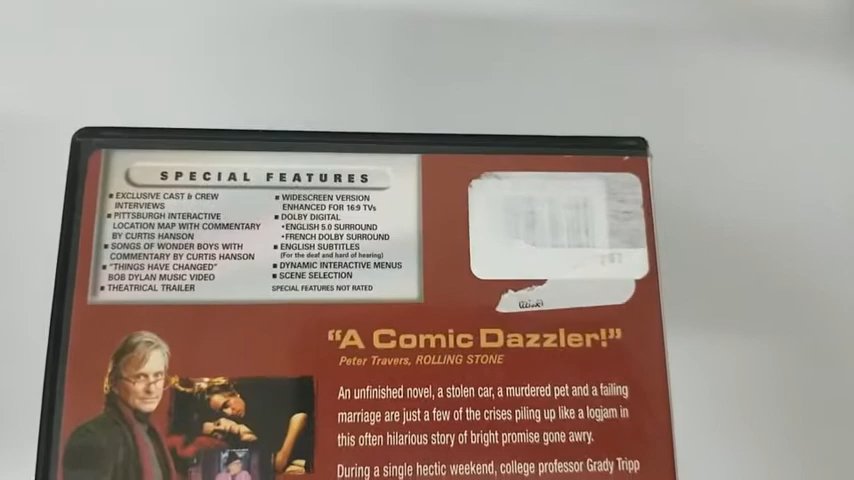 SPECIAL FEATURES
EXCLUSIVE CAST & CREW
INTERVIEWS
PITTSBURGH INTERACTIVE
LOCATION MAP WITH COMMENTARY
BY CURTIS HANSON
SONGS OF WONDER BOYS WITH
COMMENTARY BY CURTIS HANSON
"THINGS HAVE CHANGED"
BOB DYLAN MUSIC VIDEO
THEATRICAL TRAILER
WIDESCREEN VERSION
ENHANCED FOR 16:9 TVs
DOLBY DIGITAL
•ENGLISH 5.0 SURROUND
•FRENCH DOLBY SURROUND
ENGLISH SUBTITLES
(For the deaf and hard of hearing)
DYNAMIC INTERACTIVE MENUS
SCENE SELECTION
SPECIAL FEATURES NOT RATED
"A Comic Dazzler!"
Peter Travers, ROLLING STONE
An unfinished novel, a stolen car, a murdered pet and a failing
marriage are just a few of the crises piling up like a logjam in
this often hilarious story of bright promise gone awry.
During a single hectic weekend, college professor Grady Tripp